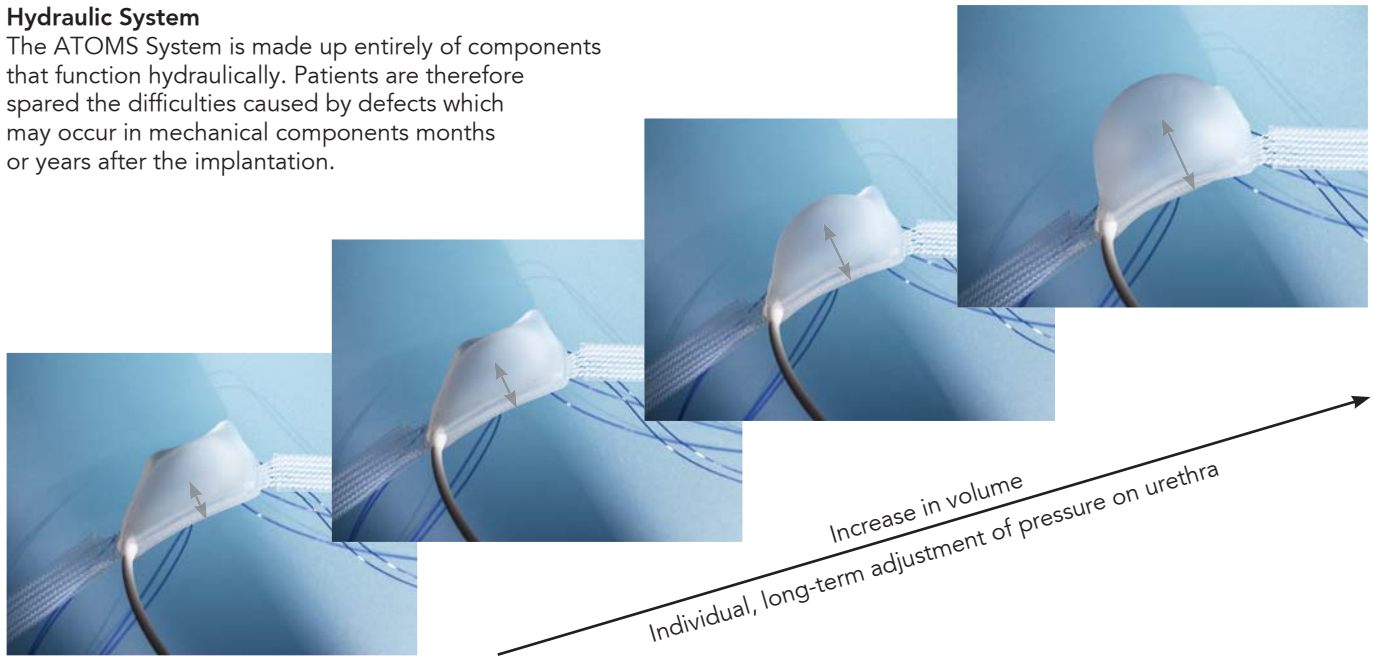 Hydraulic System
The ATOMS System is made up entirely of components
that function hydraulically. Patients are therefore
spared the difficulties caused by defects which
may occur in mechanical components months
or years after the implantation.
Increase in volume
Individual, long-term adjustment of pressure on urethra